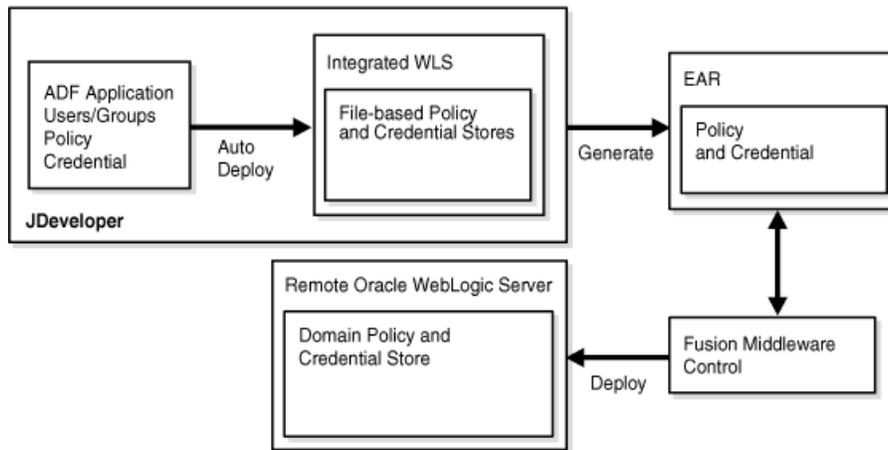 ADF Application
Users/Groups
Policy
Credential
Auto
Deploy
Integrated WLS
File-based Policy
and Credential Stores
JDeveloper
Generate
EAR
Policy
and Credential
Remote Oracle WebLogic Server
Domain Policy and
Credential Store
Deploy
Fusion Middleware
Control